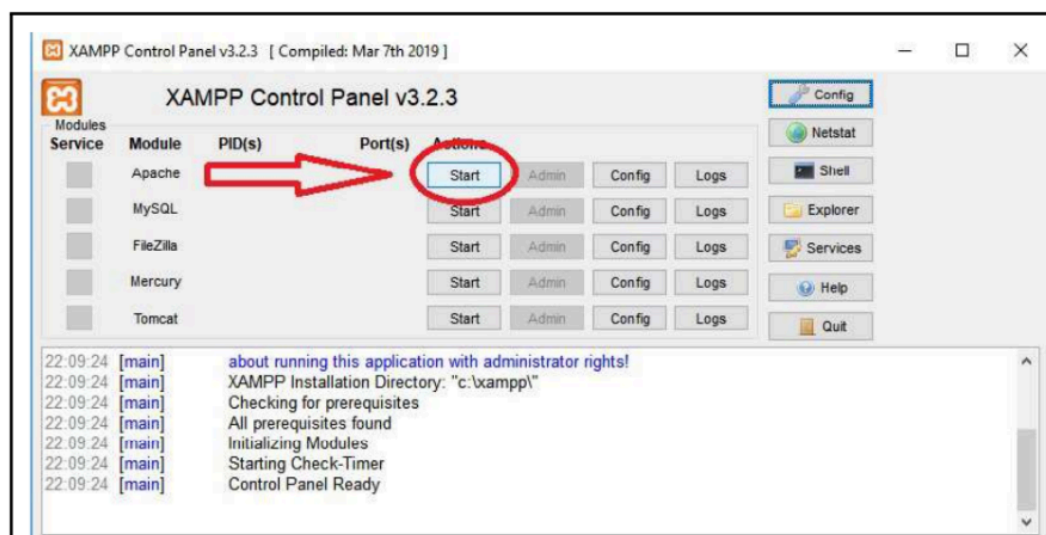 XAMPP Control Panel v3.2.3 [ Compiled: Mar 7th 2019 ]
XAMPP Control Panel v3.2.3
Config
Modules
Service Module PID(s) Port(s) Actions
Netstat
Apache Start Admin Config Logs
Shell
MySQL Start Admin Config Logs
Explorer
FileZilla Start Admin Config Logs
Services
Mercury Start Admin Config Logs
Help
Tomcat Start Admin Config Logs
Quit
22:09:24 [main] about running this application with administrator rights!
22:09:24 [main] XAMPP Installation Directory: "c:\xampp\"
22:09:24 [main] Checking for prerequisites
22:09:24 [main] All prerequisites found
22:09:24 [main] Initializing Modules
22:09:24 [main] Starting Check-Timer
22:09:24 [main] Control Panel Ready